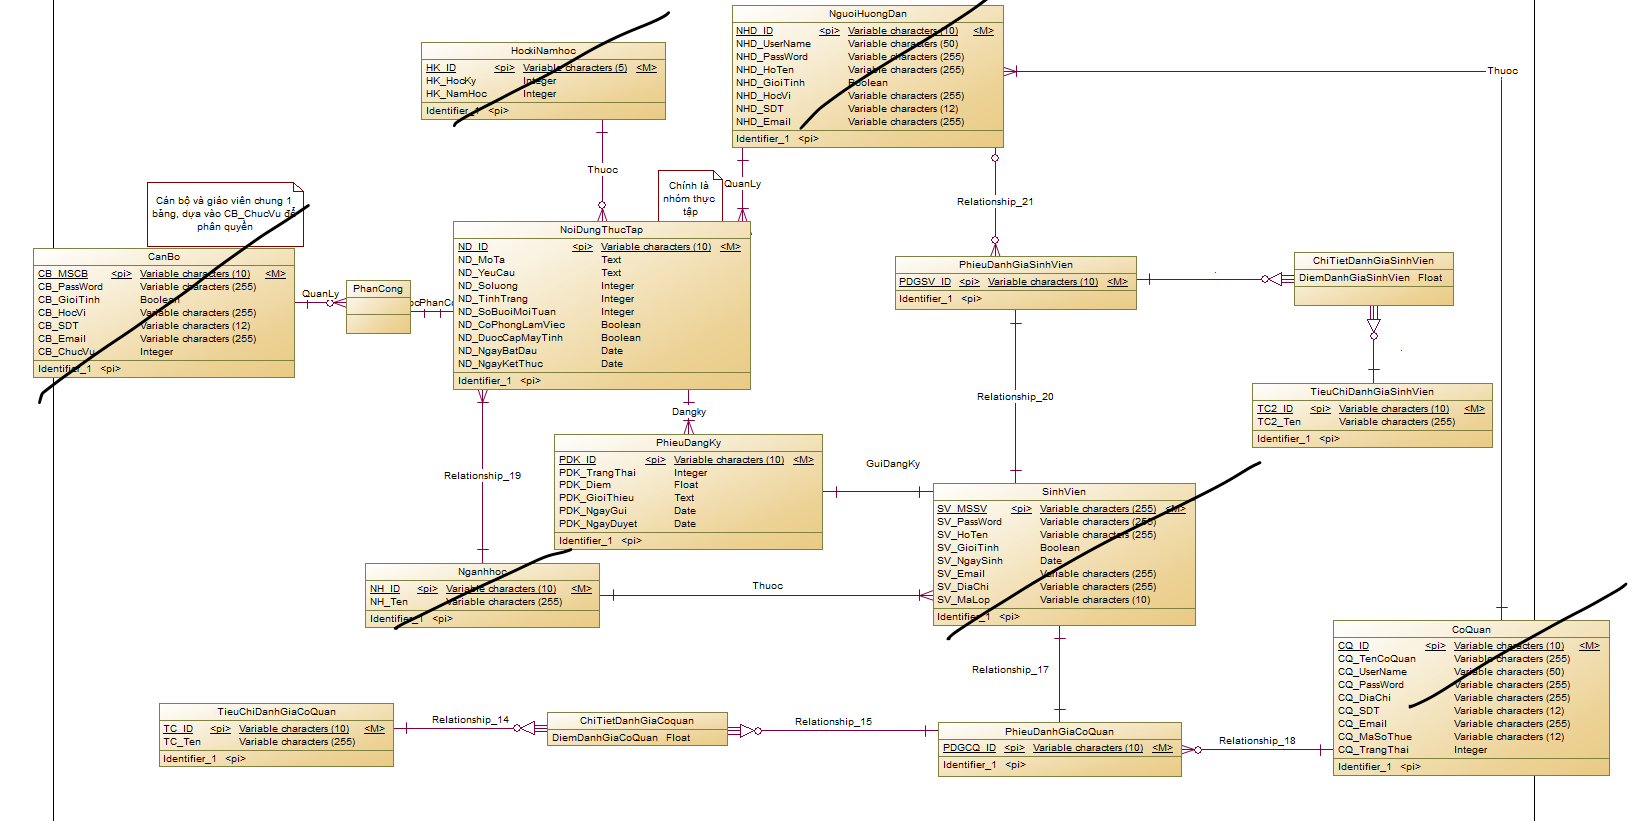 HockiNamhoc
HK_ID <pi> Variable characters (5) <M>
HK_HocKy Integer
HK_NamHoc Integer
Identifier_1 <pi>
NguoiHuongDan
NHD_ID <pi> Variable characters (10) <M>
NHD_UserName Variable characters (50)
NHD_PassWord Variable characters (255)
NHD_HoTen Variable characters (255)
NHD_GioiTinh Boolean
NHD_HocVi Variable characters (255)
NHD_SDT Variable characters (12)
NHD_Email Variable characters (255)
Identifier_1 <pi>
Thuoc
Thuoc
QuanLy
Chính là
nhóm thực
tập
Cán bộ và giáo viên chung 1
bảng, dựa vào CB_ChucVu để
phân quyền
Relationship_21
CanBo
CB_MSCB <pi> Variable characters (10) <M>
CB_PassWord Variable characters (255)
CB_GioiTinh Boolean
CB_HocVi Variable characters (255)
CB_SDT Variable characters (12)
CB_Email Variable characters (255)
CB_ChucVu Integer
Identifier_1 <pi>
QuanLy
PhanCong
ocPhanCo
NoiDungThucTap
ND_ID <pi> Variable characters (10) <M>
ND_MoTa Text
ND_YeuCau Text
ND_Soluong Integer
ND_TinhTrang Integer
ND_SoBuoiMoiTuan Integer
ND_CoPhongLamViec Boolean
ND_DuocCapMayTinh Boolean
ND_NgayBatDau Date
ND_NgayKetThuc Date
Identifier_1 <pi>
PhieuDanhGiaSinhVien
PDGSV_ID <pi> Variable characters (10) <M>
Identifier_1 <pi>
ChiTietDanhGiaSinhVien
DiemDanhGiaSinhVien Float
Relationship_20
TieuChiDanhGiaSinhVien
TC2_ID <pi> Variable characters (10) <M>
TC2_Ten Variable characters (255)
Identifier_1 <pi>
Dangky
Relationship_19
PhieuDangKy
PDK_ID <pi> Variable characters (10) <M>
PDK_TrangThai Integer
PDK_Diem Float
PDK_GioiThieu Text
PDK_NgayGui Date
PDK_NgayDuyet Date
Identifier_1 <pi>
GuiDangKy
SinhVien
SV_MSSV <pi> Variable characters (255) <M>
SV_PassWord Variable characters (255)
SV_HoTen Variable characters (255)
SV_GioiTinh Boolean
SV_NgaySinh Date
SV_Email Variable characters (255)
SV_DiaChi Variable characters (255)
SV_MaLop Variable characters (10)
Identifier_1 <pi>
Nganhhoc
NH_ID <pi> Variable characters (10) <M>
NH_Ten Variable characters (255)
Identifier_1 <pi>
Thuoc
Relationship_17
CoQuan
CQ_ID <pi> Variable characters (10) <M>
CQ_TenCoQuan Variable characters (255)
CQ_UserName Variable characters (50)
CQ_PassWord Variable characters (255)
CQ_DiaChi Variable characters (255)
CQ_SDT Variable characters (12)
CQ_Email Variable characters (255)
CQ_MaSoThue Variable characters (12)
CQ_TrangThai Integer
Identifier_1 <pi>
TieuChiDanhGiaCoQuan
TC_ID <pi> Variable characters (10) <M>
TC_Ten Variable characters (255)
Identifier_1 <pi>
Relationship_14
ChiTietDanhGiaCoquan
DiemDanhGiaCoQuan Float
Relationship_15
PhieuDanhGiaCoQuan
PDGCQ_ID <pi> Variable characters (10) <M>
Identifier_1 <pi>
Relationship_18